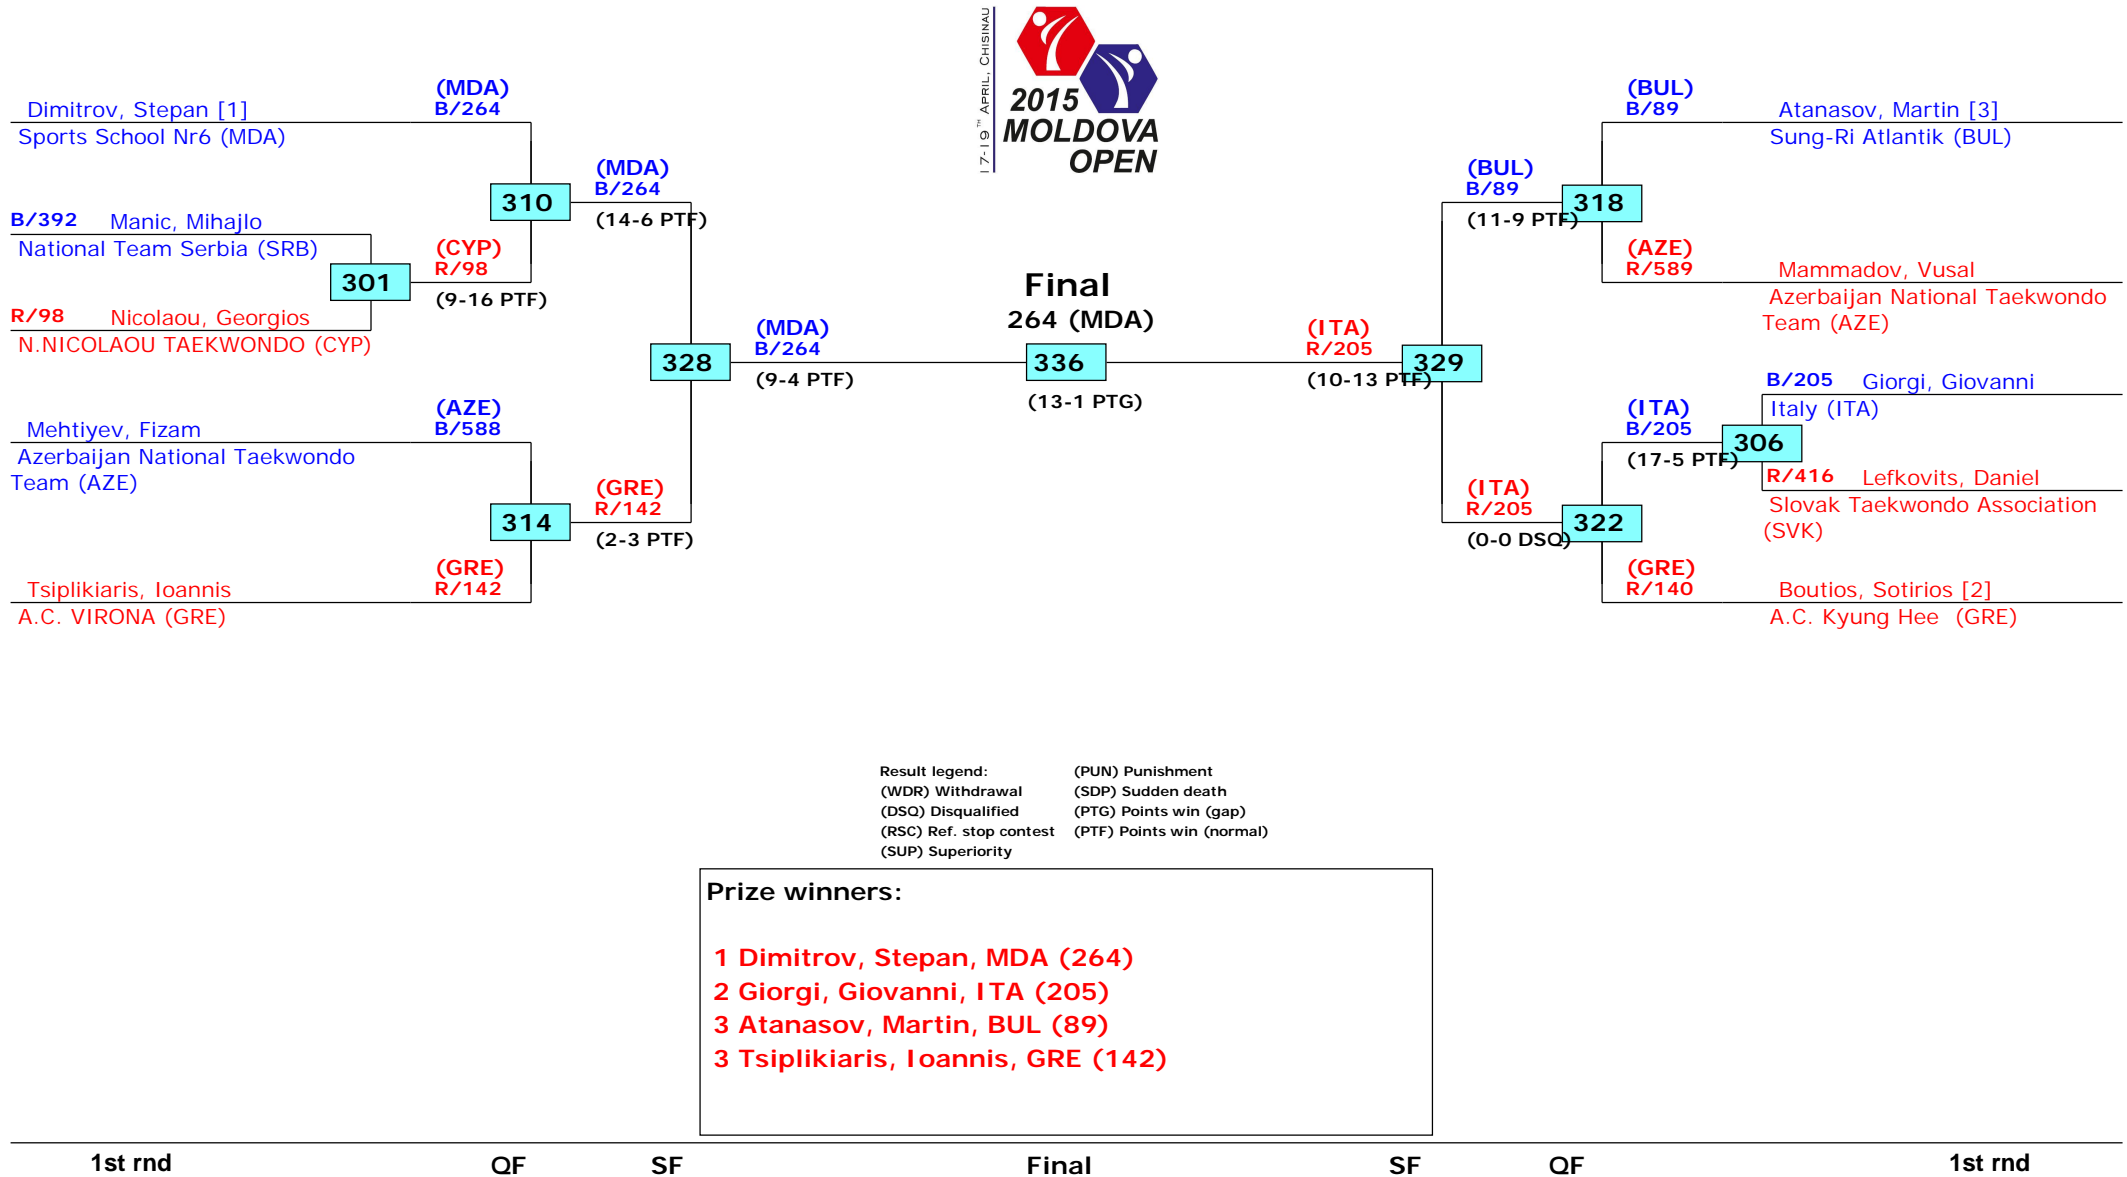 17-19TH APRIL, CHISINAU
2015
MOLDOVA
OPEN
(MDA)
B/264
Dimitrov, Stepan [1]
Sports School Nr6 (MDA)
(MDA)
B/264
310
(14-6 PTF)
B/392 Manic, Mihajlo
National Team Serbia (SRB)
301
(CYP)
R/98
(9-16 PTF)
R/98 Nicolaou, Georgios
N.NICOLAOU TAEKWONDO (CYP)
328
(MDA)
B/264
(9-4 PTF)
(AZE)
B/588
Mehtiyev, Fizam
Azerbaijan National Taekwondo
Team (AZE)
314
(GRE)
R/142
(2-3 PTF)
(GRE)
R/142
Tsiplikiaris, Ioannis
A.C. VIRONA (GRE)
Final
264 (MDA)
336
(13-1 PTG)
(BUL)
B/89
Atanasov, Martin [3]
Sung-Ri Atlantik (BUL)
(BUL)
B/89
318
(11-9 PTF)
(AZE)
R/589
Mammadov, Vusal
Azerbaijan National Taekwondo
Team (AZE)
(ITA)
R/205
329
(10-13 PTF)
B/205 Giorgi, Giovanni
Italy (ITA)
(ITA)
B/205
306
(17-5 PTF)
R/416 Lefkovits, Daniel
Slovak Taekwondo Association
(SVK)
(ITA)
R/205
322
(0-0 DSQ)
(GRE)
R/140
Boutios, Sotirios [2]
A.C. Kyung Hee (GRE)
Result legend:
(WDR) Withdrawal
(DSQ) Disqualified
(RSC) Ref. stop contest
(SUP) Superiority
(PUN) Punishment
(SDP) Sudden death
(PTG) Points win (gap)
(PTF) Points win (normal)
Prize winners:
1 Dimitrov, Stepan, MDA (264)
2 Giorgi, Giovanni, ITA (205)
3 Atanasov, Martin, BUL (89)
3 Tsiplikiaris, Ioannis, GRE (142)
1st rnd QF SF Final SF QF 1st rnd